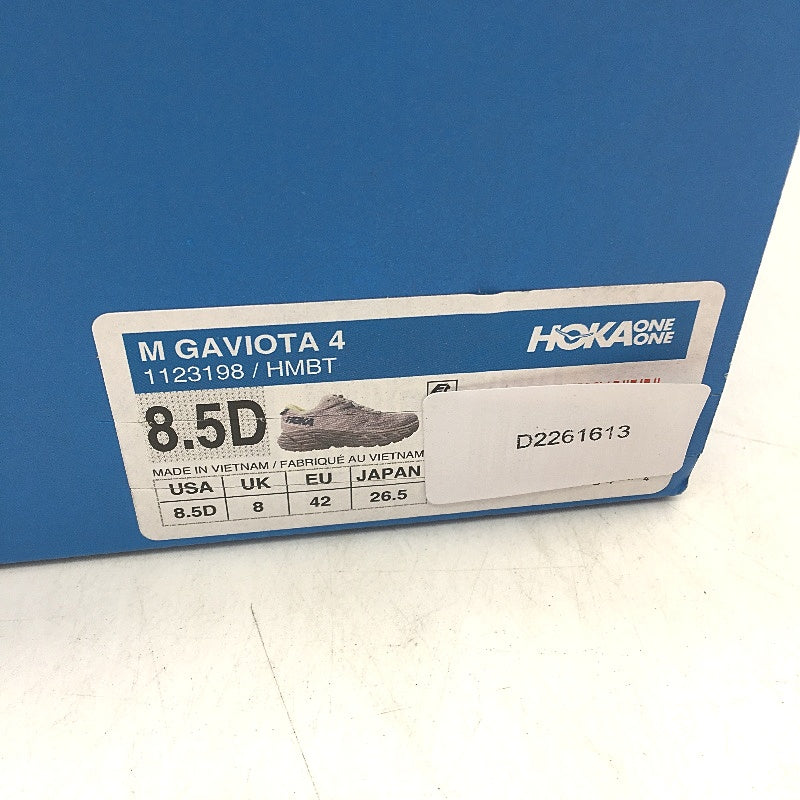 M GAVIOTA 4
1123198 / HMBT
HOKA ONE ONE
8.5D
HOKA
D2261613
MADE IN VIETNAM / FABRIQUÉ AU VIETNAM
USA UK EU JAPAN
8.5D 8 42 26.5